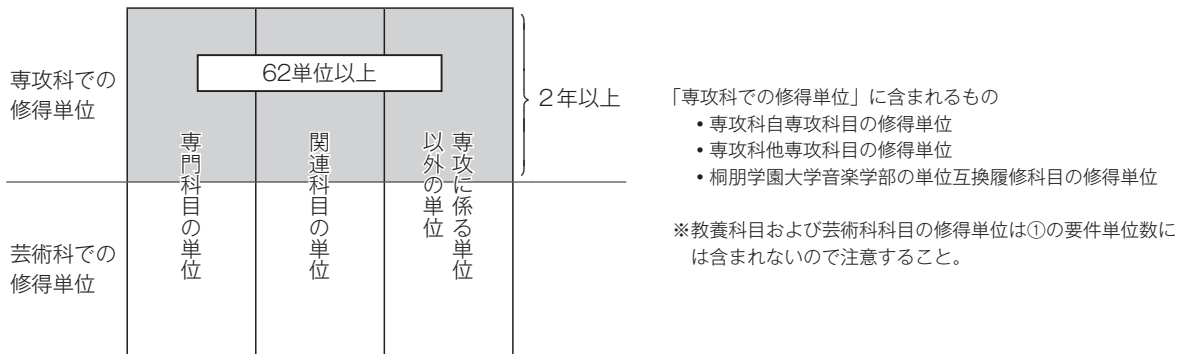 専攻科での
修得単位
62単位以上
2年以上
専門科目の単位
関連科目の単位
専攻に係る単位
以外の単位
芸術科での
修得単位
「専攻科での修得単位」に含まれるもの
• 専攻科自専攻科目の修得単位
• 専攻科他専攻科目の修得単位
• 桐朋学園大学音楽学部の単位互換履修科目の修得単位
※教養科目および芸術科科目の修得単位は①の要件単位数に
は含まれないので注意すること。